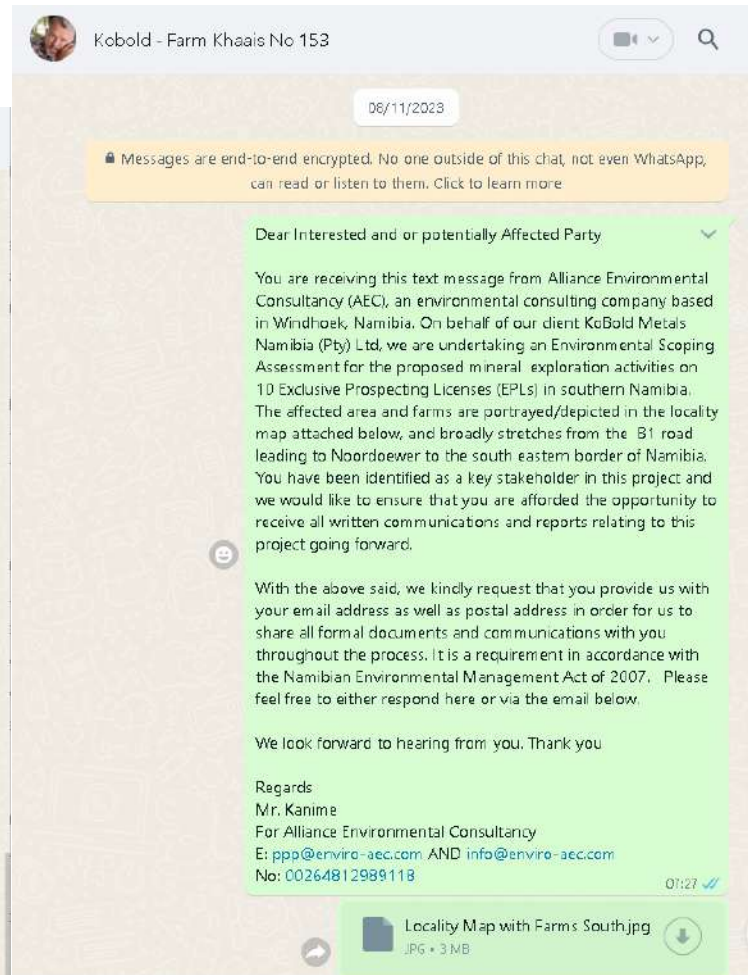 Kobold - Farm Khaais No 153
08/11/2023
Messages are end-to-end encrypted. No one outside of this chat, not even WhatsApp,
can read or listen to them. Click to learn more
Dear Interested and or potentially Affected Party
You are receiving this text message from Alliance Environmental
Consultancy (AEC), an environmental consulting company based
in Windhoek, Namibia. On behalf of our client KoBold Metals
Namibia (Pty) Ltd, we are undertaking an Environmental Scoping
Assessment for the proposed mineral exploration activities on
10 Exclusive Prospecting Licenses (EPLs) in southern Namibia.
The affected area and farms are portrayed/depicted in the locality
map attached below, and broadly stretches from the B1 road
leading to Noordoewer to the south eastern border of Namibia.
You have been identified as a key stakeholder in this project and
we would like to ensure that you are afforded the opportunity to
receive all written communications and reports relating to this
project going forward.
With the above said, we kindly request that you provide us with
your email address as well as postal address in order for us to
share all formal documents and communications with you
throughout the process. It is a requirement in accordance with
the Namibian Environmental Management Act of 2007. Please
feel free to either respond here or via the email below.
We look forward to hearing from you. Thank you
Regards
Mr. Kanime
For Alliance Environmental Consultancy
E: ppp@enviro-aec.com AND info@enviro-aec.com
No: 00264812989118
07:27
Locality Map with Farms South.jpg
JPG • 3 MB